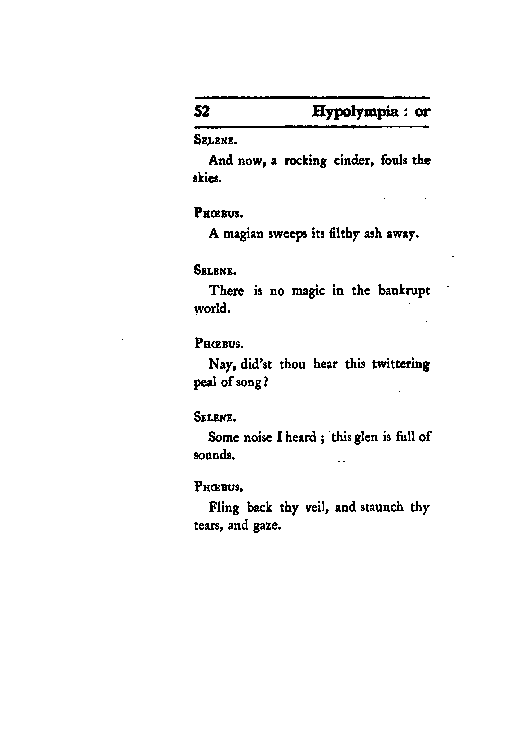 52 Hypolympia : or
SELENE.
And now, a rocking cinder, fouls the
skies.
PHŒBUS.
A magian sweeps its filthy ash away.
SELENE.
There is no magic in the bankrupt
world.
PHŒBUS.
Nay, did'st thou hear this twittering
peal of song?
SELENE.
Some noise I heard ; this glen is full of
sounds.
PHŒBUS.
Fling back thy veil, and staunch thy
tears, and gaze.